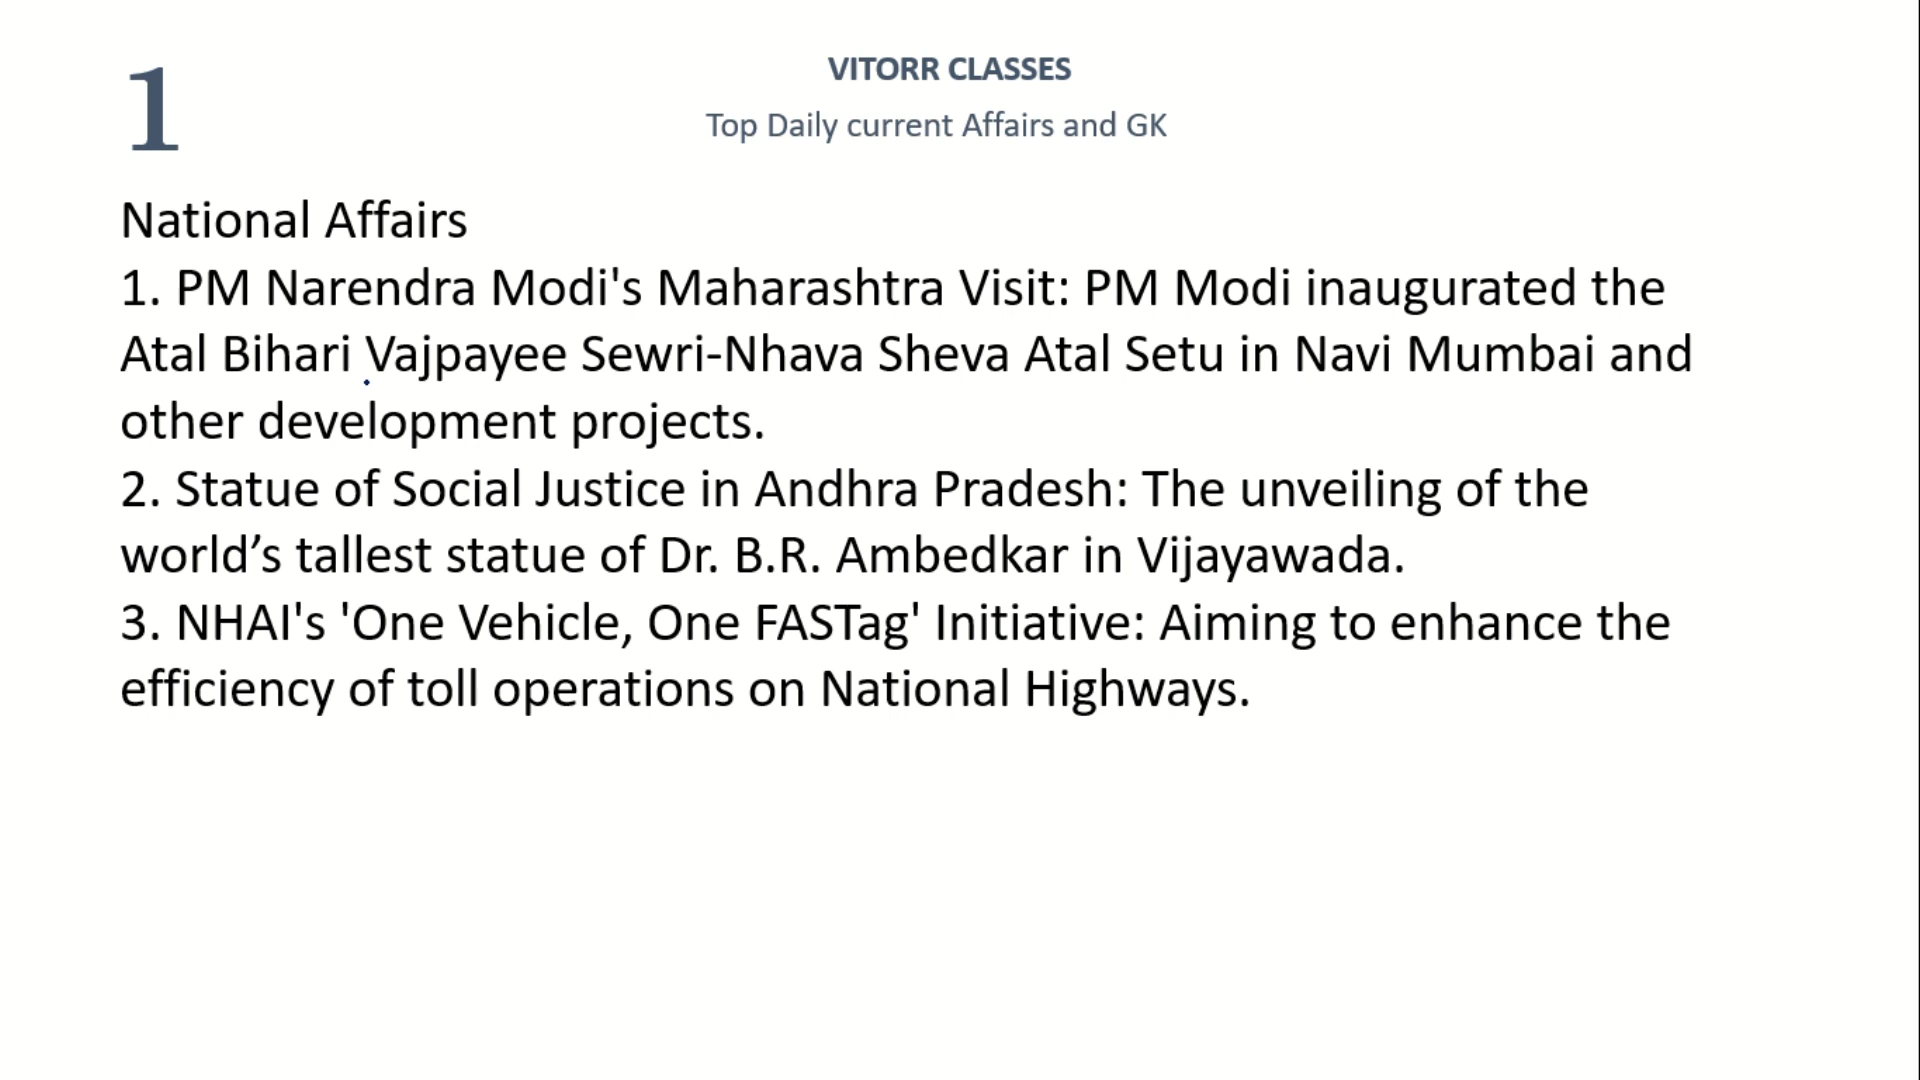 1
VITORR CLASSES
Top Daily current Affairs and GK
National Affairs
1. PM Narendra Modi's Maharashtra Visit: PM Modi inaugurated the
Atal Bihari Vajpayee Sewri-Nhava Sheva Atal Setu in Navi Mumbai and
other development projects.
2. Statue of Social Justice in Andhra Pradesh: The unveiling of the
world’s tallest statue of Dr. B.R. Ambedkar in Vijayawada.
3. NHAI's 'One Vehicle, One FASTag' Initiative: Aiming to enhance the
efficiency of toll operations on National Highways.